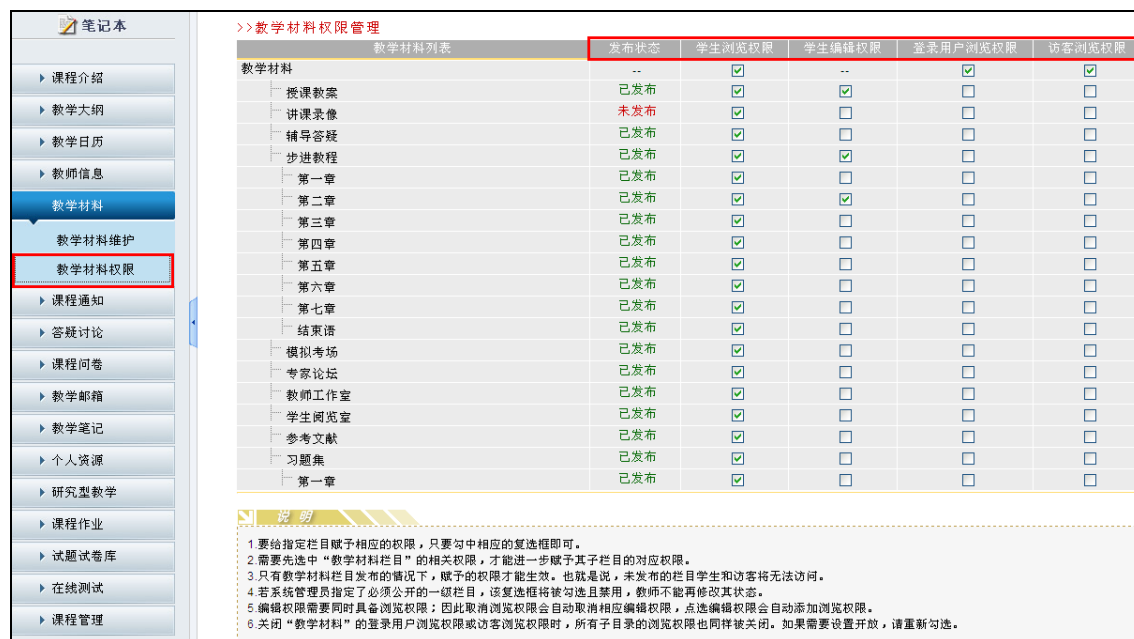 笔记本
课程介绍
教学大纲
教学日历
教师信息
教学材料
教学材料维护
教学材料权限
课程通知
答疑讨论
课程问卷
教学邮箱
教学笔记
个人资源
研究型教学
课程作业
试题试卷库
在线测试
课程管理
>>教学材料权限管理
教学材料列表 发布状态 学生浏览权限 学生编辑权限 登录用户浏览权限 访客浏览权限
教学材料 -- --
授课教案 已发布
讲课录像 未发布
辅导答疑 已发布
步进教程 已发布
第一章 已发布
第二章 已发布
第三章 已发布
第四章 已发布
第五章 已发布
第六章 已发布
第七章 已发布
结束语 已发布
模拟考场 已发布
专家论坛 已发布
教师工作室 已发布
学生阅览室 已发布
参考文献 已发布
习题集 已发布
第一章 已发布
说 明
1.要给指定栏目赋予相应的权限，只要勾中相应的复选框即可。
2.需要先选中“教学材料栏目”的相关权限，才能进一步赋予其子栏目的对应权限。
3.只有教学材料栏目发布的情况下，赋予的权限才能生效。也就是说，未发布的栏目学生和访客将无法访问。
4.若系统管理员指定了必须公开的一级栏目，该复选框将被勾选且禁用，教师不能再修改其状态。
5.编辑权限需要同时具备浏览权限；因此取消浏览权限会自动取消相应编辑权限，点选编辑权限会自动添加浏览权限。
6.关闭“教学材料”的登录用户浏览权限或访客浏览权限时，所有子目录的浏览权限也同样被关闭。如果需要设置开放，请重新勾选。